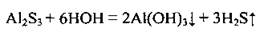 Al₂S₃ + 6HOH = 2Al(OH)₃↓ + 3H₂S↑